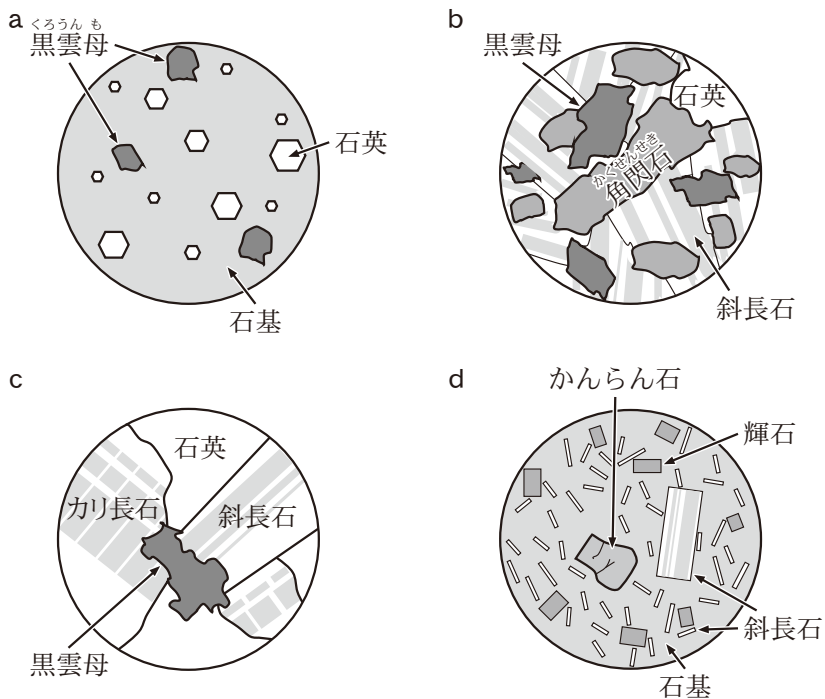 a
くろうんも
黒雲母
石英
石基
b
黒雲母
石英
かくせんせき
角閃石
斜長石
c
石英
カリ長石
斜長石
黒雲母
d
かんらん石
輝石
斜長石
石基